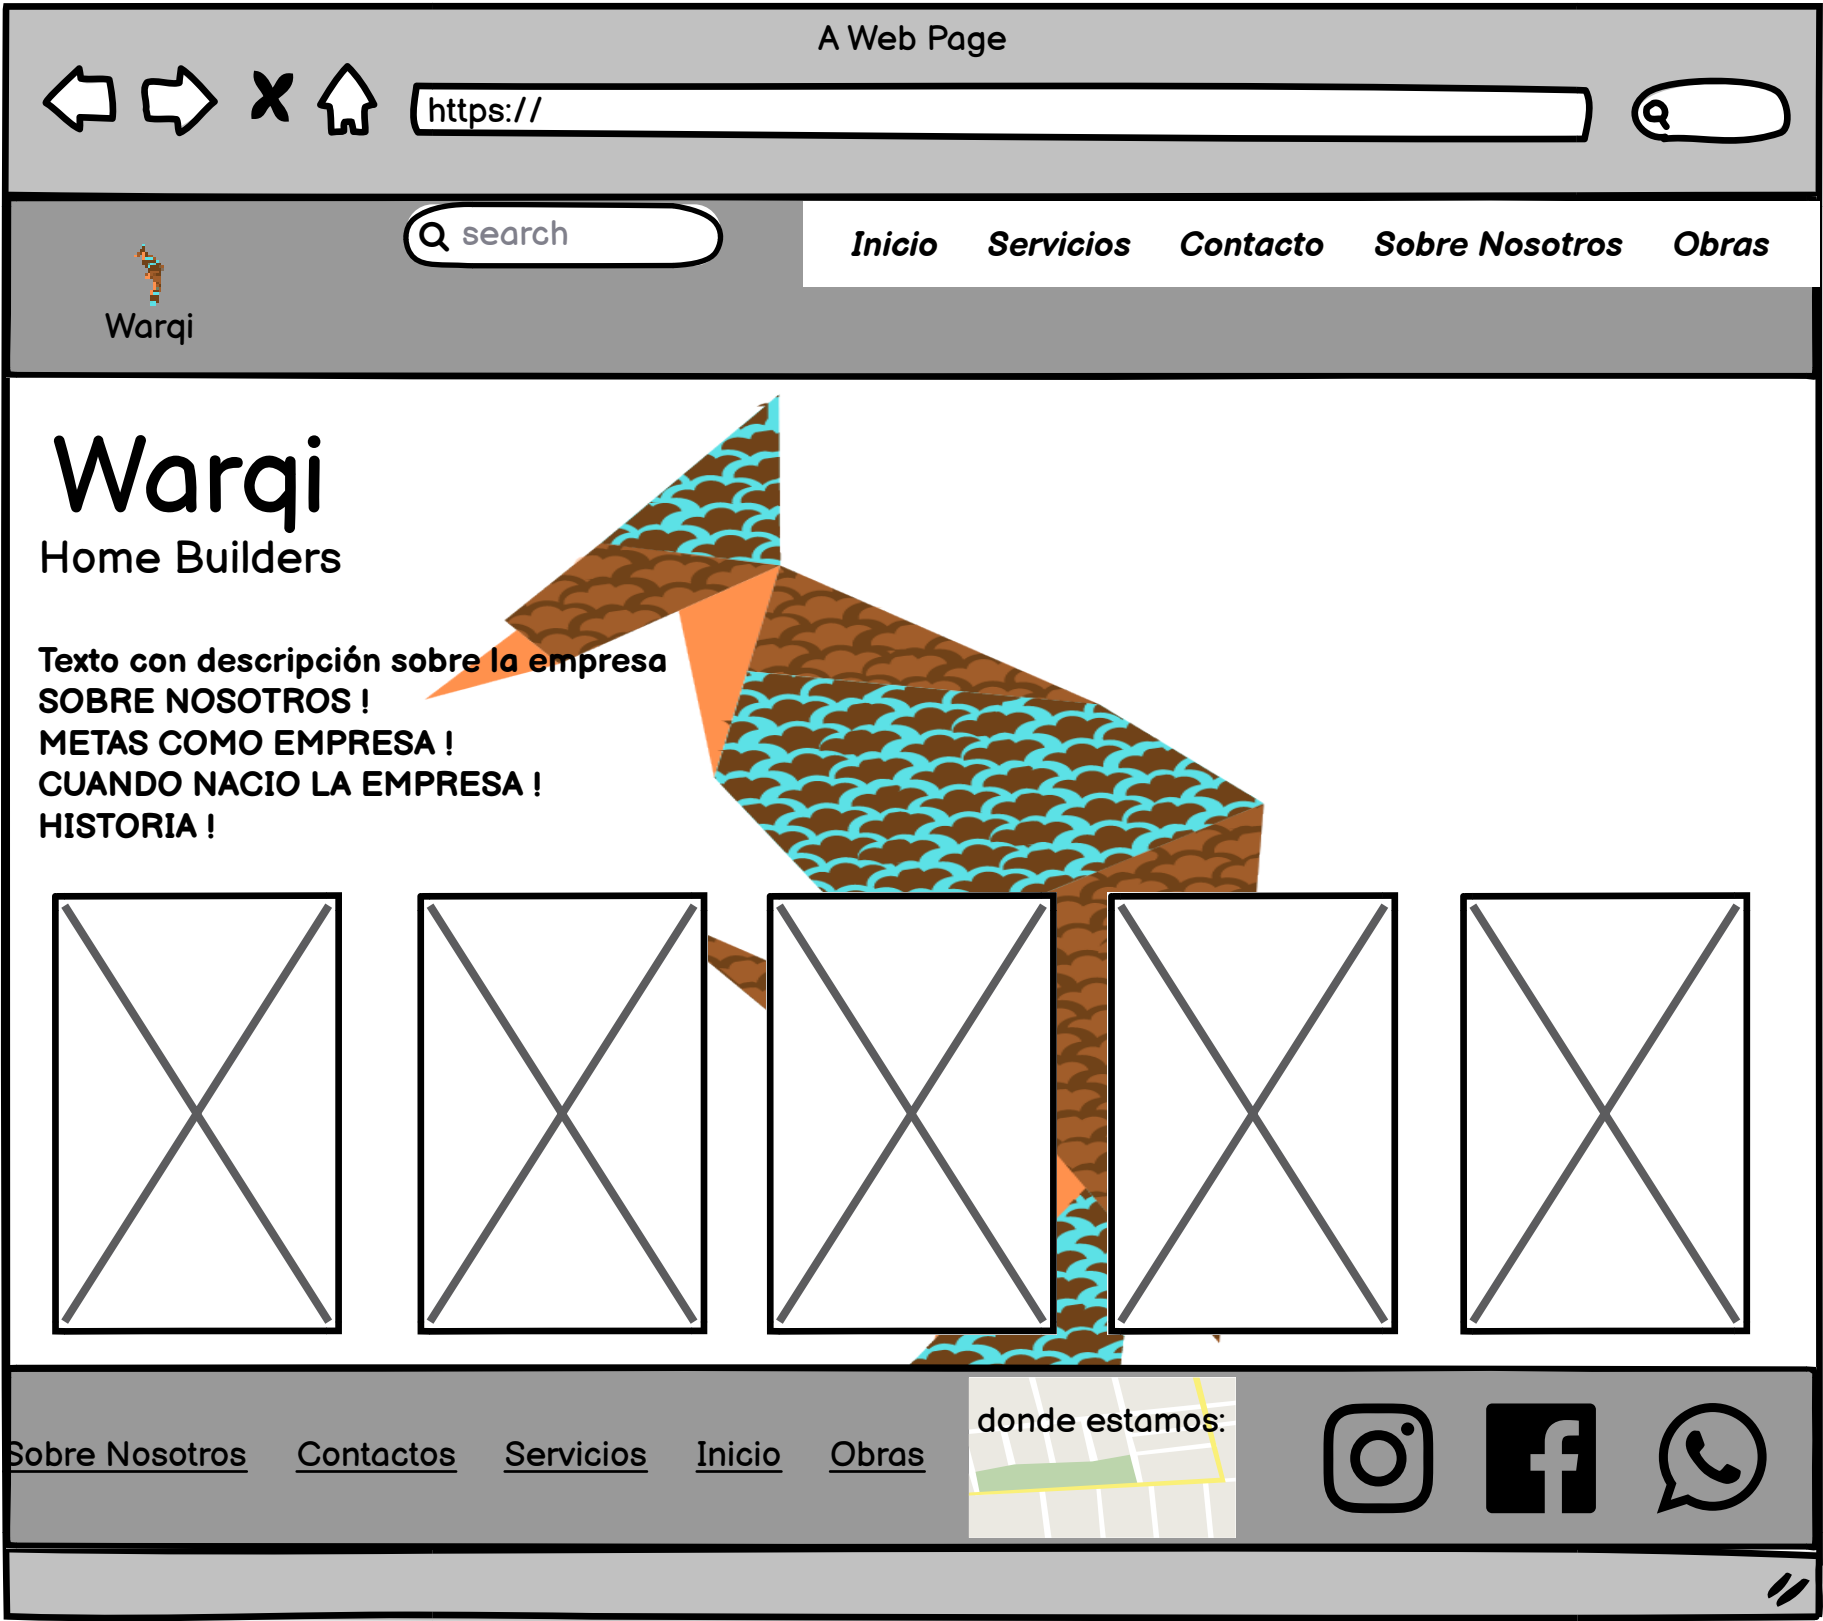 A Web Page
https://
search
Inicio Servicios Contacto Sobre Nosotros Obras
Warqi
Warqi
Home Builders
Texto con descripción sobre la empresa
SOBRE NOSOTROS !
METAS COMO EMPRESA !
CUANDO NACIO LA EMPRESA !
HISTORIA !
donde estamos:
Sobre Nosotros Contactos Servicios Inicio Obras